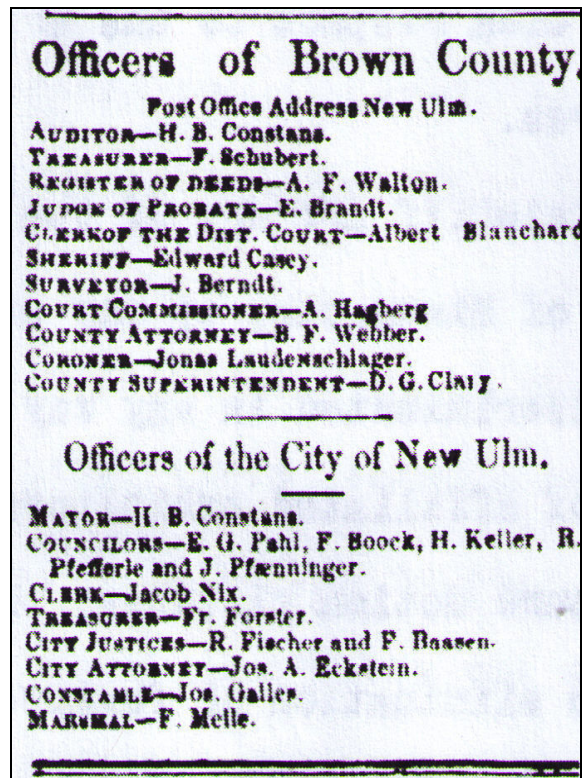 Officers of Brown County.
Post Office Address New Ulm.
AUDITOR—H. B. Constans.
TREASURER—F. Schubert.
REGISTER OF DEEDS—A. F. Walton.
JUDGE OF PROBATE—E. Brandt.
CLERK OF THE DIST. COURT—Albert Blanchard
SHERIFF—Edward Casey.
SURVEYOR—J. Berndt.
COURT COMMISSIONER—A. Hagberg
COUNTY ATTORNEY—B. F. Webber.
CORONER—Jonas Laudenschlager.
COUNTY SUPERINTENDENT—D. G. Clary.
Officers of the City of New Ulm.
MAYOR—H. B. Constans.
COUNCILORS—E. G. Pahl, F. Boock, H. Keller, R.
Pfefferle and J. Pfænninger.
CLERK—Jacob Nix.
TREASURER—Fr. Forster.
CITY JUSTICES—R. Fischer and F. Baasen.
CITY ATTORNEY—Jos. A. Eckstein.
CONSTABLE—Jos. Galles.
MARSHAL—F. Melle.